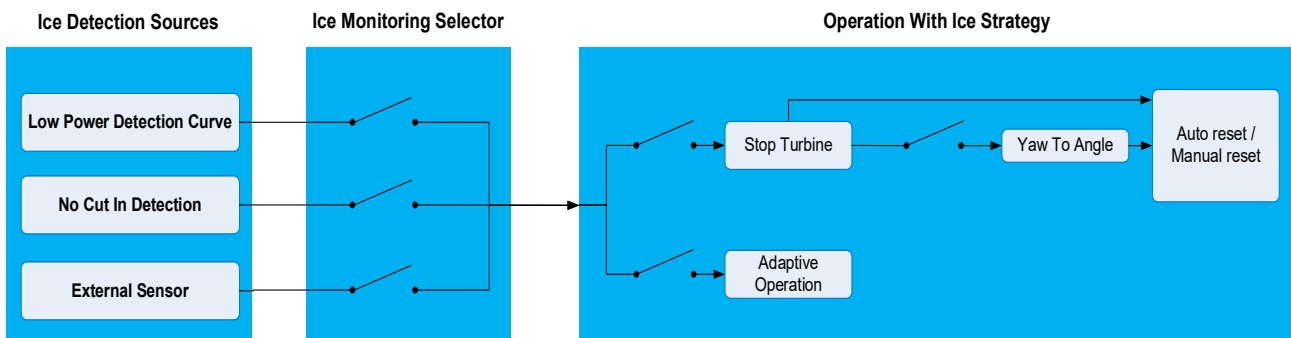 Ice Detection Sources
Ice Monitoring Selector
Operation With Ice Strategy
Low Power Detection Curve
No Cut In Detection
External Sensor
Stop Turbine
Yaw To Angle
Auto reset /
Manual reset
Adaptive
Operation